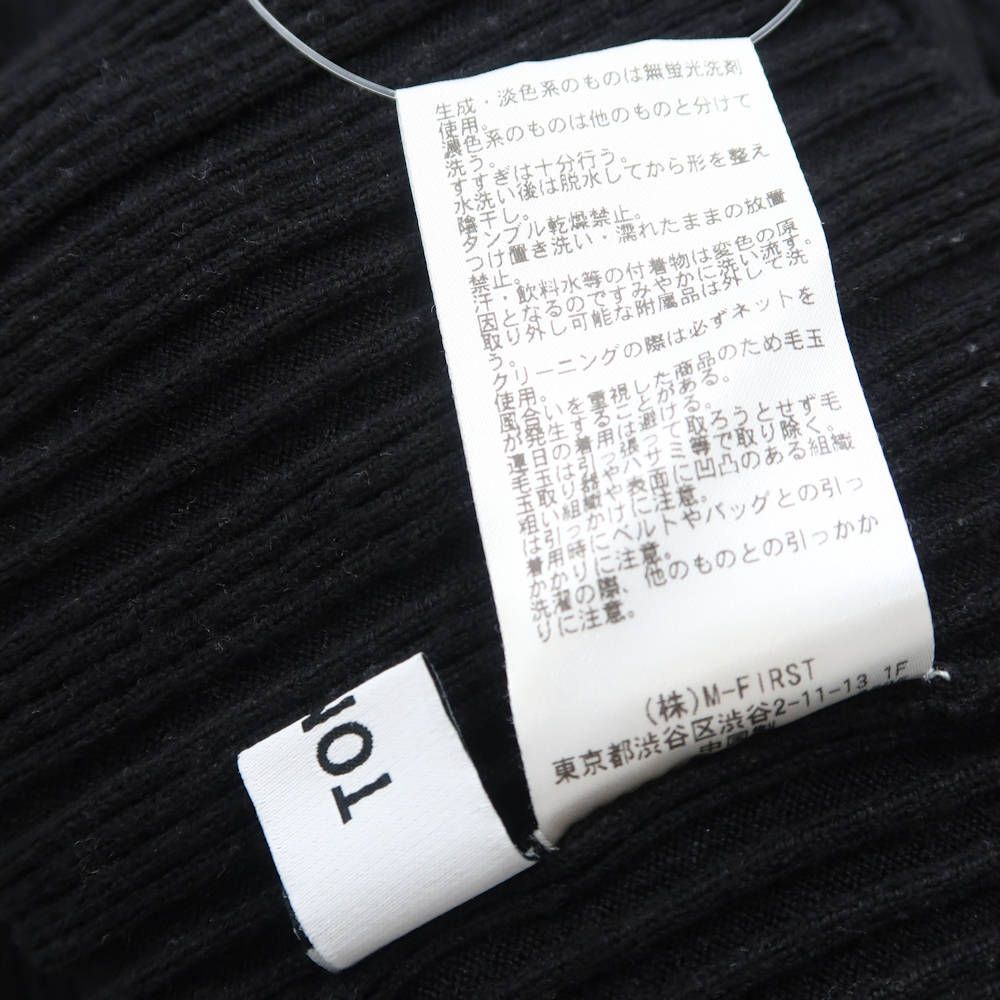 生成・淡色系のものは無蛍光洗剤
使用。
濃色系のものは他のものと分けて
洗う。
すすぎは十分行う。
水洗い後は脱水してから形を整え
陰干し。
タンブル乾燥禁止。
つけ置き洗い・濡れたままの放置
禁止。
汗・飲料水等の付着物は変色の原
因となるのですみやかに洗い流す。
取り外し可能な附属品は外して洗
う。
クリーニングの際は必ずネットを
使用。
風合いを重視した商品のため毛玉
が発生することがある。
連日の着用は避け
毛玉は引っ張って取ろうとせず毛
玉取り器やハサミ等で取り除く。
粗い組織や表面に凹凸のある組織
は引っかけに注意。
着用時にベルトやバッグとの引っ
かかりに注意。
洗濯の際、他のものとの引っかか
りに注意。
(株)M-FIRST
東京都渋谷区渋谷2-11-13 1F
TO